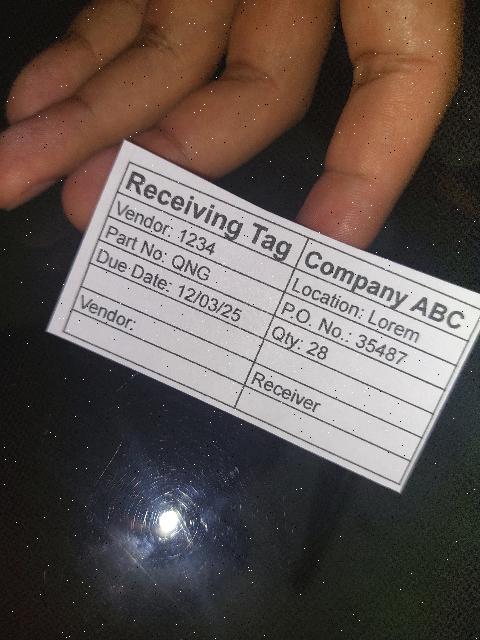 Receiving Tag
Company ABC
Vendor: 1234
Location: Lorem
Part No: QNG
P.O. No.: 35487
Due Date: 12/03/25
Qty: 28
Vendor:
Receiver